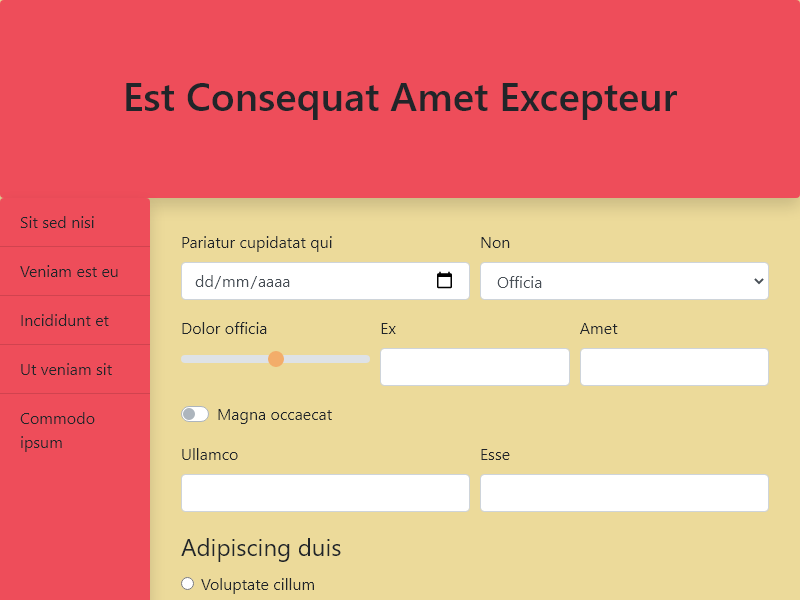 Est Consequat Amet Excepteur
Sit sed nisi
Veniam est eu
Incididunt et
Ut veniam sit
Commodo
ipsum
Pariatur cupidatat qui
Non
dd/mm/aaaa
Officia
Dolor officia
Ex
Amet
Magna occaecat
Ullamco
Esse
Adipiscing duis
Voluptate cillum